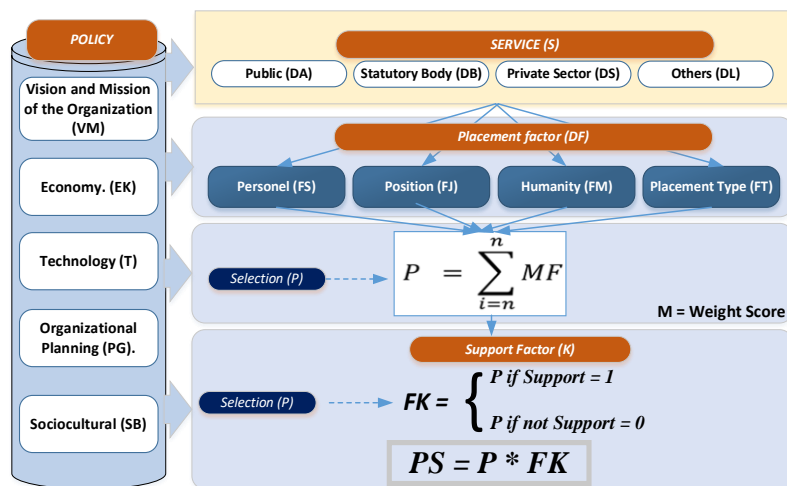 POLICY
Vision and Mission
of the Organization
(VM)
Economy. (EK)
Technology (T)
Organizational
Planning (PG).
Sociocultural (SB)
SERVICE (S)
Public (DA)
Statutory Body (DB)
Private Sector (DS)
Others (DL)
Placement factor (DF)
Personel (FS)
Position (FJ)
Humanity (FM)
Placement Type (FT)
Selection (P)
P = n ∑ i=n MF
M = Weight Score
Support Factor (K)
Selection (P)
FK = {
P if Support = 1
P if not Support = 0
PS = P * FK